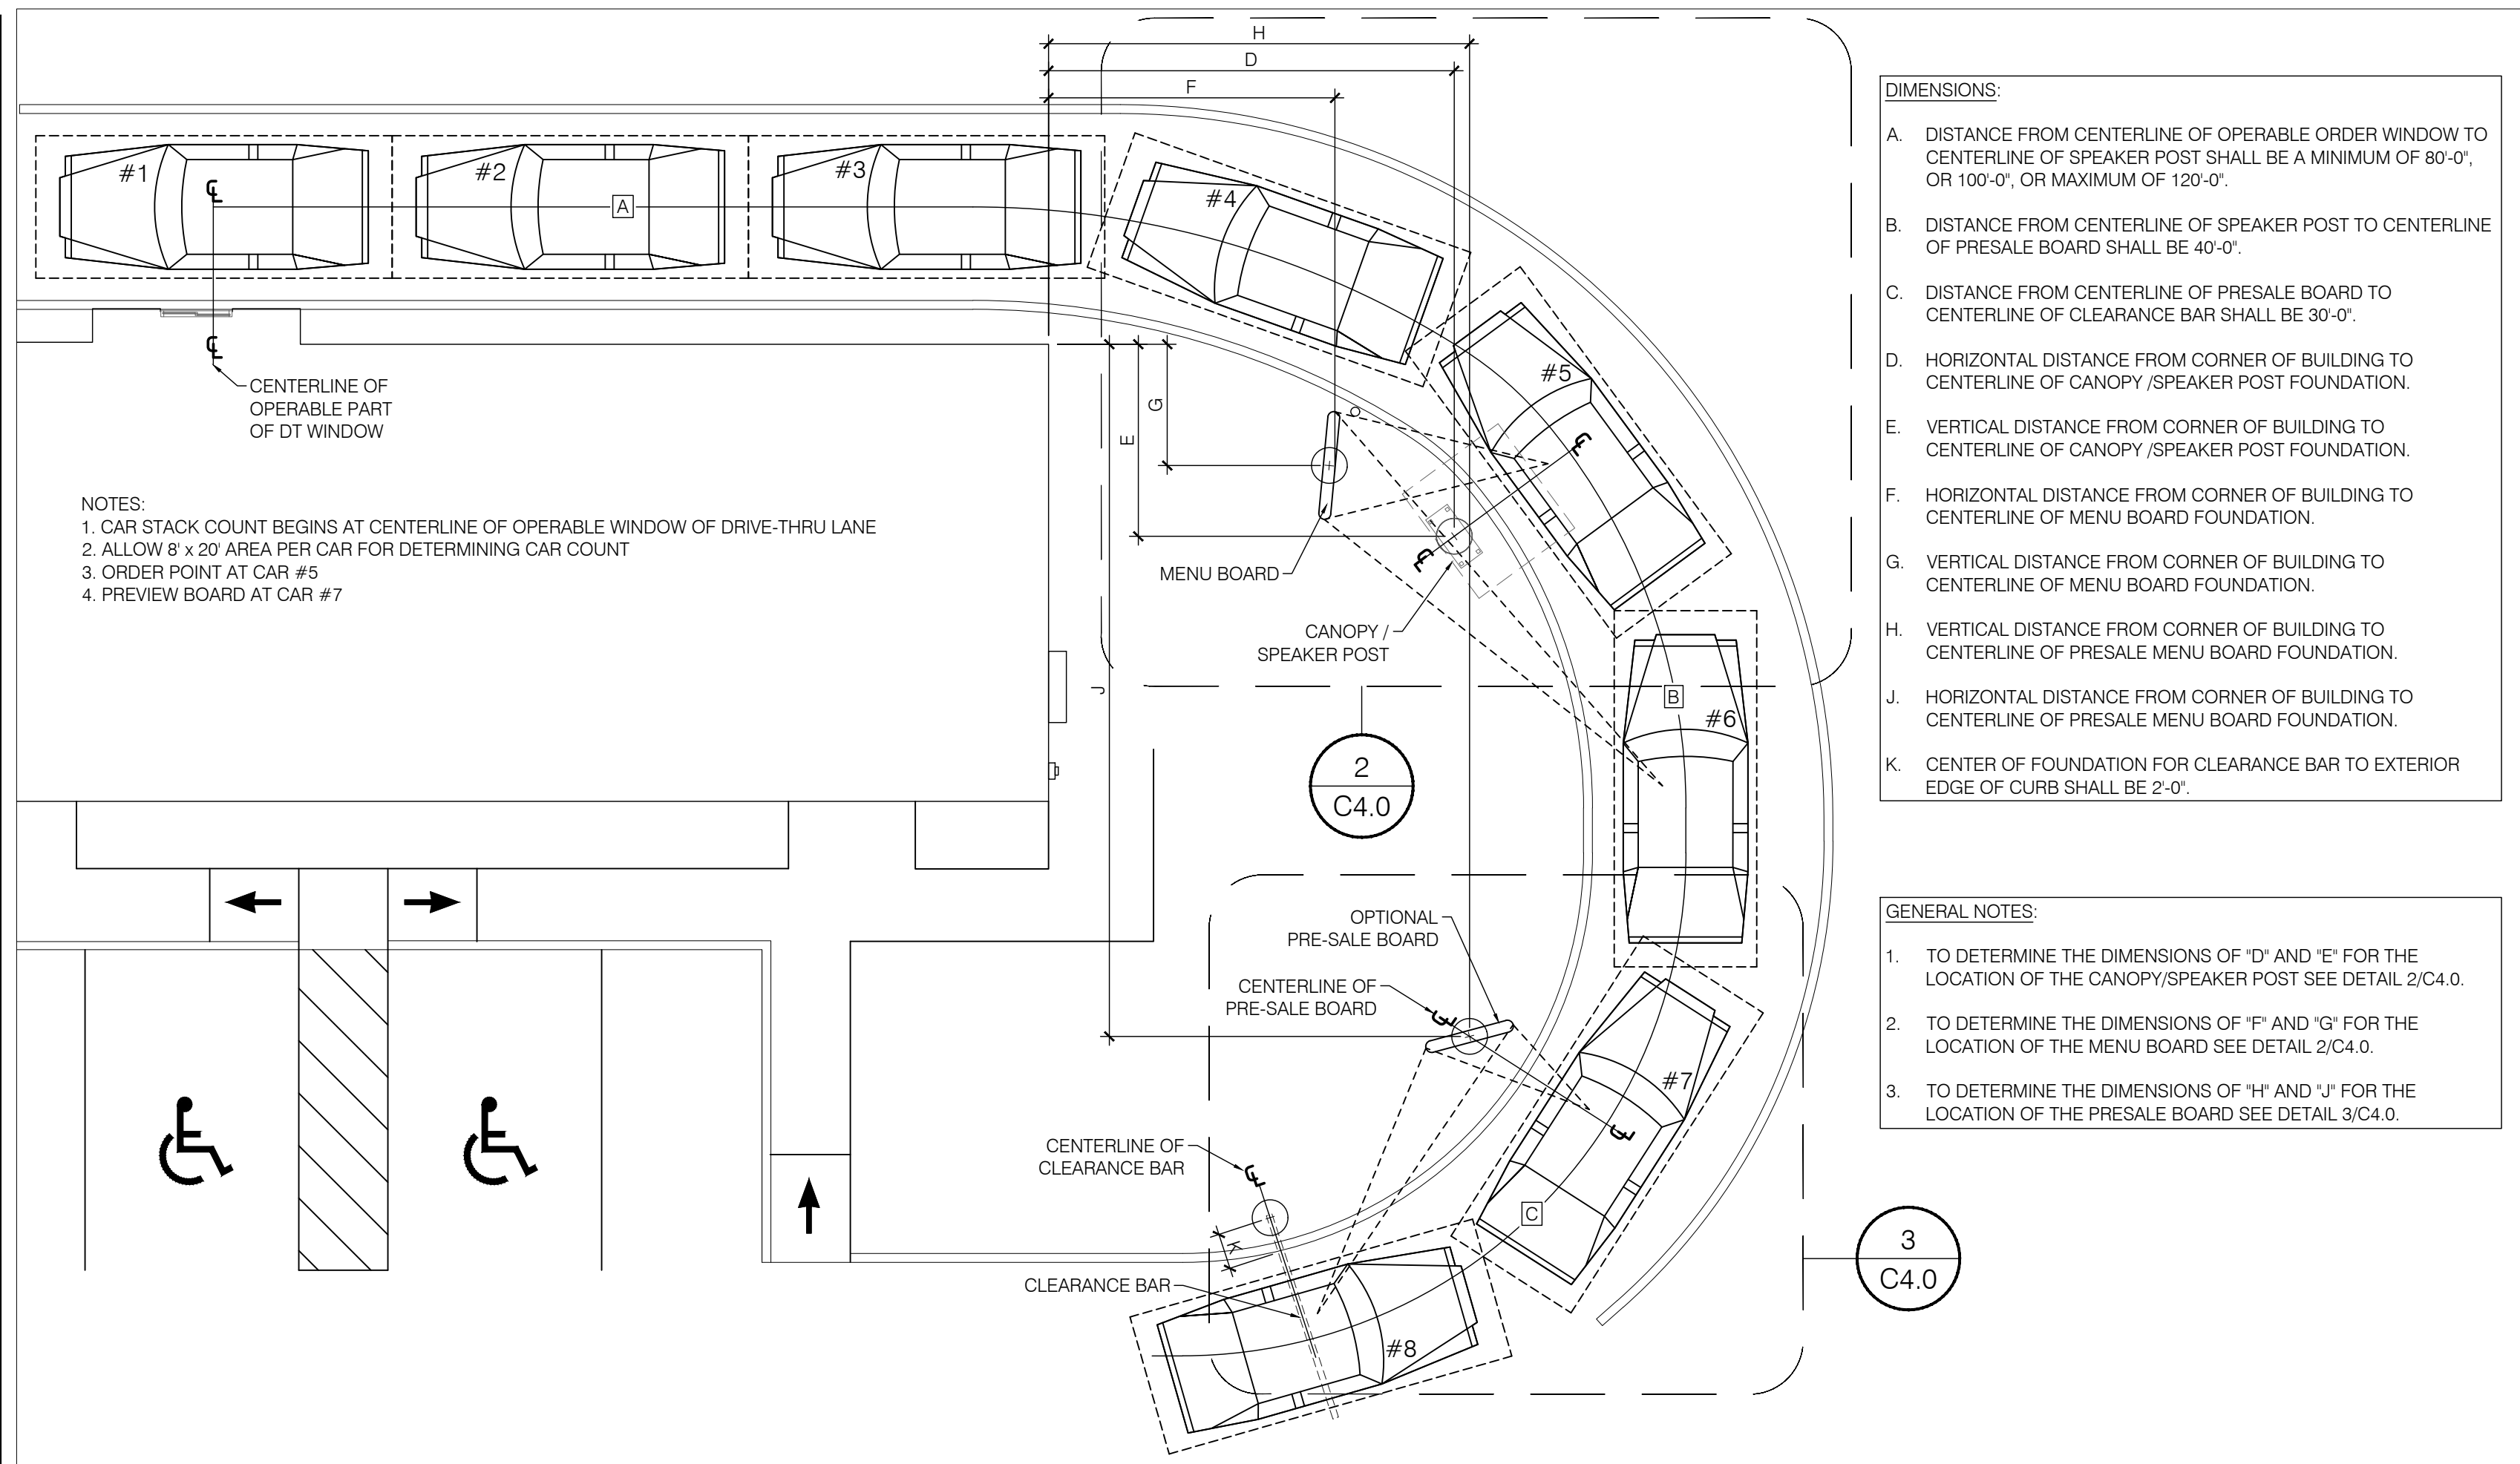 H
D
F
#1
#2
#3
#4
#5
#6
#7
#8
A
B
C
G
E
J
K
℄
℄
℄
℄
℄
℄
℄
CENTERLINE OF
OPERABLE PART
OF DT WINDOW
NOTES:
1. CAR STACK COUNT BEGINS AT CENTERLINE OF OPERABLE WINDOW OF DRIVE-THRU LANE
2. ALLOW 8' x 20' AREA PER CAR FOR DETERMINING CAR COUNT
3. ORDER POINT AT CAR #5
4. PREVIEW BOARD AT CAR #7
MENU BOARD
CANOPY /
SPEAKER POST
2
C4.0
OPTIONAL
PRE-SALE BOARD
CENTERLINE OF
PRE-SALE BOARD
CENTERLINE OF
CLEARANCE BAR
CLEARANCE BAR
3
C4.0
DIMENSIONS:
A. DISTANCE FROM CENTERLINE OF OPERABLE ORDER WINDOW TO
CENTERLINE OF SPEAKER POST SHALL BE A MINIMUM OF 80'-0",
OR 100'-0", OR MAXIMUM OF 120'-0".
B. DISTANCE FROM CENTERLINE OF SPEAKER POST TO CENTERLINE
OF PRESALE BOARD SHALL BE 40'-0".
C. DISTANCE FROM CENTERLINE OF PRESALE BOARD TO
CENTERLINE OF CLEARANCE BAR SHALL BE 30'-0".
D. HORIZONTAL DISTANCE FROM CORNER OF BUILDING TO
CENTERLINE OF CANOPY /SPEAKER POST FOUNDATION.
E. VERTICAL DISTANCE FROM CORNER OF BUILDING TO
CENTERLINE OF CANOPY /SPEAKER POST FOUNDATION.
F. HORIZONTAL DISTANCE FROM CORNER OF BUILDING TO
CENTERLINE OF MENU BOARD FOUNDATION.
G. VERTICAL DISTANCE FROM CORNER OF BUILDING TO
CENTERLINE OF MENU BOARD FOUNDATION.
H. VERTICAL DISTANCE FROM CORNER OF BUILDING TO
CENTERLINE OF PRESALE MENU BOARD FOUNDATION.
J. HORIZONTAL DISTANCE FROM CORNER OF BUILDING TO
CENTERLINE OF PRESALE MENU BOARD FOUNDATION.
K. CENTER OF FOUNDATION FOR CLEARANCE BAR TO EXTERIOR
EDGE OF CURB SHALL BE 2'-0".
GENERAL NOTES:
1. TO DETERMINE THE DIMENSIONS OF "D" AND "E" FOR THE
LOCATION OF THE CANOPY/SPEAKER POST SEE DETAIL 2/C4.0.
2. TO DETERMINE THE DIMENSIONS OF "F" AND "G" FOR THE
LOCATION OF THE MENU BOARD SEE DETAIL 2/C4.0.
3. TO DETERMINE THE DIMENSIONS OF "H" AND "J" FOR THE
LOCATION OF THE PRESALE BOARD SEE DETAIL 3/C4.0.